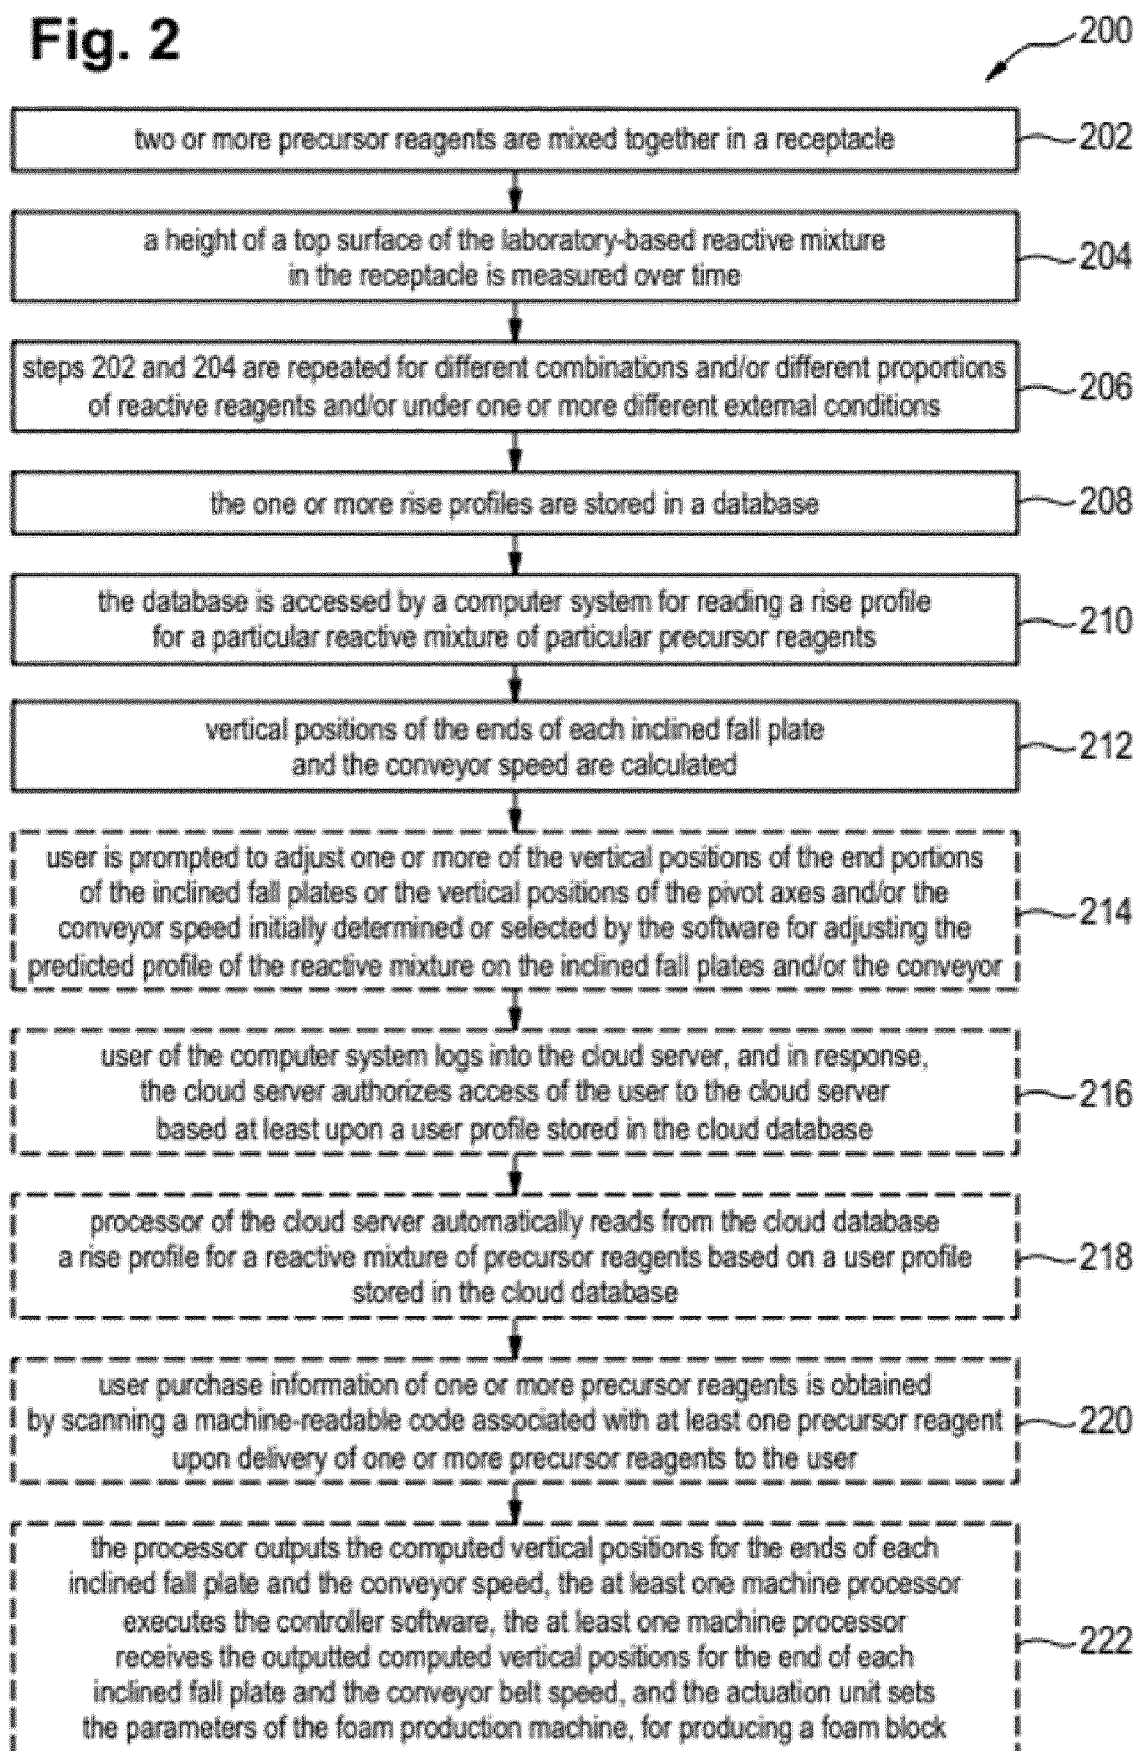 Fig. 2
200
two or more precursor reagents are mixed together in a receptacle
202
a height of a top surface of the laboratory-based reactive mixture
in the receptacle is measured over time
204
steps 202 and 204 are repeated for different combinations and/or different proportions
of reactive reagents and/or under one or more different external conditions
206
the one or more rise profiles are stored in a database
208
the database is accessed by a computer system for reading a rise profile
for a particular reactive mixture of particular precursor reagents
210
vertical positions of the ends of each inclined fall plate
and the conveyor speed are calculated
212
user is prompted to adjust one or more of the vertical positions of the end portions
of the inclined fall plates or the vertical positions of the pivot axes and/or the
conveyor speed initially determined or selected by the software for adjusting the
predicted profile of the reactive mixture on the inclined fall plates and/or the conveyor
214
user of the computer system logs into the cloud server, and in response,
the cloud server authorizes access of the user to the cloud server
based at least upon a user profile stored in the cloud database
216
processor of the cloud server automatically reads from the cloud database
a rise profile for a reactive mixture of precursor reagents based on a user profile
stored in the cloud database
218
user purchase information of one or more precursor reagents is obtained
by scanning a machine-readable code associated with at least one precursor reagent
upon delivery of one or more precursor reagents to the user
220
the processor outputs the computed vertical positions for the ends of each
inclined fall plate and the conveyor speed, the at least one machine processor
executes the controller software, the at least one machine processor
receives the outputted computed vertical positions for the end of each
inclined fall plate and the conveyor belt speed, and the actuation unit sets
the parameters of the foam production machine, for producing a foam block
222